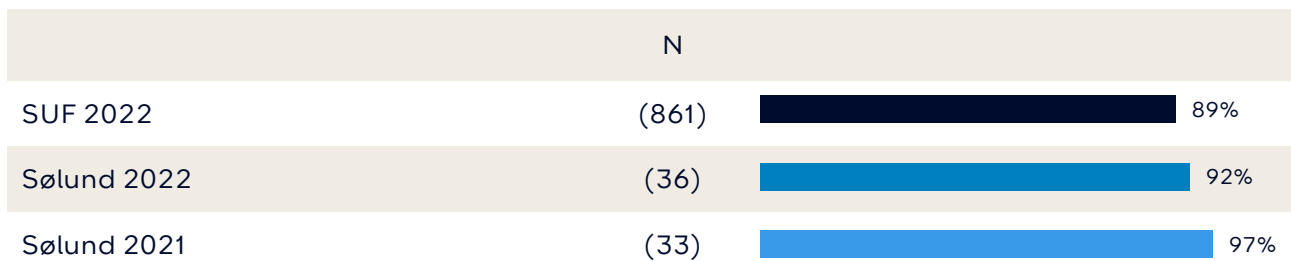 N
SUF 2022 (861) 89%
Sølund 2022 (36) 92%
Sølund 2021 (33) 97%